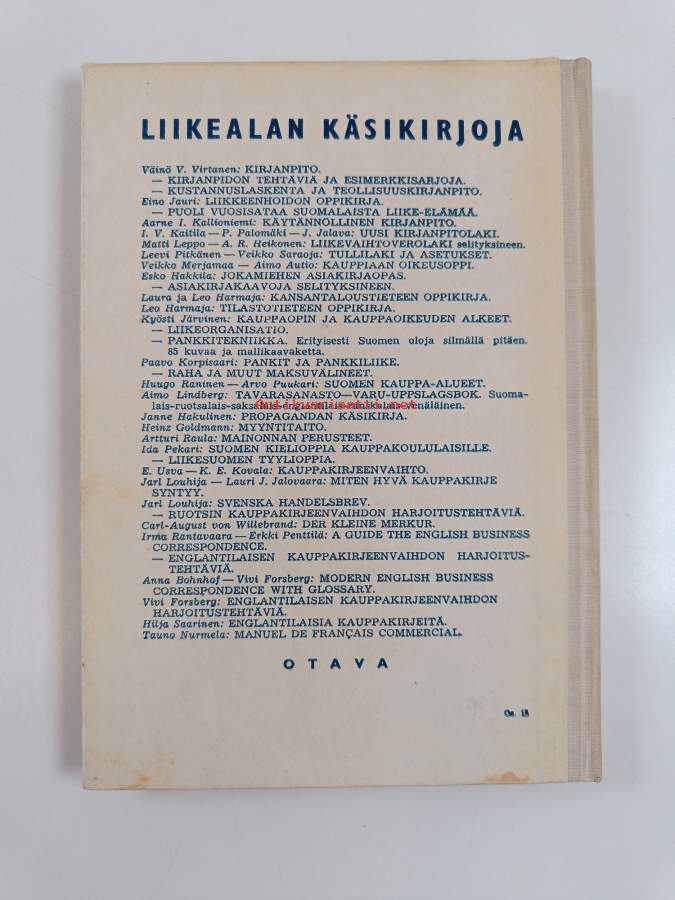 LIIKEALAN KÄSIKIRJOJA
Väinö V. Virtanen: KIRJANPITO.
— KIRJANPIDON TEHTÄVIÄ JA ESIMERKKISARJOJA.
— KUSTANNUSLASKENTA JA TEOLLISUUSKIRJANPITO.
Eino Jauri: LIIKKEENHOIDON OPPIKIRJA.
— PUOLI VUOSISATAA SUOMALAISTA LIIKE-ELÄMÄÄ.
Aarne I. Kallioniemi: KÄYTÄNNÖLLINEN KIRJANPITO.
I. V. Kaitila — P. Palomäki — J. Jalava: UUSI KIRJANPITOLAKI.
Matti Leppo — A. R. Heikonen: LIIKEVAIHTOVEROLAKI selityksineen.
Leevi Pitkänen — Veikko Saraoja: TULLILAKI JA ASETUKSET.
Veikko Merjamaa — Aimo Autio: KAUPPIAAN OIKEUSOPPI.
Esko Hakkila: JOKAMIEHEN ASIAKIRJAOPAS.
— ASIAKIRJAKAAVOJA SELITYKSINEEN.
Laura ja Leo Harmaja: KANSANTALOUSTIETEEN OPPIKIRJA.
Leo Harmaja: TILASTOTIETEEN OPPIKIRJA.
Kyösti Järvinen: KAUPPAOPIN JA KAUPPAOIKEUDEN ALKEET.
— LIIKEORGANISATIO.
— PANKKITEKNIIKKA. Erityisesti Suomen oloja silmällä pitäen.
85 kuvaa ja mallikaavaketta.
Paavo Korpisaari: PANKIT JA PANKKILIIKE.
— RAHA JA MUUT MAKSUVÄLINEET.
Huugo Raninen — Arvo Puukari: SUOMEN KAUPPA-ALUEET.
Aimo Lindberg: TAVARASANASTO—VARU-UPPSLAGSBOK. Suoma-
lais-ruotsalais-saksalais-englantilais-ranskalais-venäläinen.
Janne Hakulinen: PROPAGANDAN KÄSIKIRJA.
Heinz Goldmann: MYYNTITAITO.
Artturi Raula: MAINONNAN PERUSTEET.
Ida Pekari: SUOMEN KIELIOPPIA KAUPPAKOULULAISILLE.
— LIIKESUOMEN TYYLIOPPIA.
E. Usva — K. E. Kovala: KAUPPAKIRJEENVAIHTO.
Jarl Louhija — Lauri J. Jalovaara: MITEN HYVÄ KAUPPAKIRJE
SYNTYY.
Jarl Louhija: SVENSKA HANDELSBREV.
— RUOTSIN KAUPPAKIRJEENVAIHDON HARJOITUSTEHTÄVIÄ.
Carl-August von Willebrand: DER KLEINE MERKUR.
Irma Rantavaara — Erkki Penttilä: A GUIDE THE ENGLISH BUSINESS
CORRESPONDENCE.
— ENGLANTILAISEN KAUPPAKIRJEENVAIHDON HARJOITUS-
TEHTÄVIÄ.
Anna Bohnhof — Vivi Forsberg: MODERN ENGLISH BUSINESS
CORRESPONDENCE WITH GLOSSARY.
Vivi Forsberg: ENGLANTILAISEN KAUPPAKIRJEENVAIHDON
HARJOITUSTEHTÄVIÄ.
Hilja Saarinen: ENGLANTILAISIA KAUPPAKIRJEITÄ.
Tauno Nurmela: MANUEL DE FRANÇAIS COMMERCIAL.
OTAVA